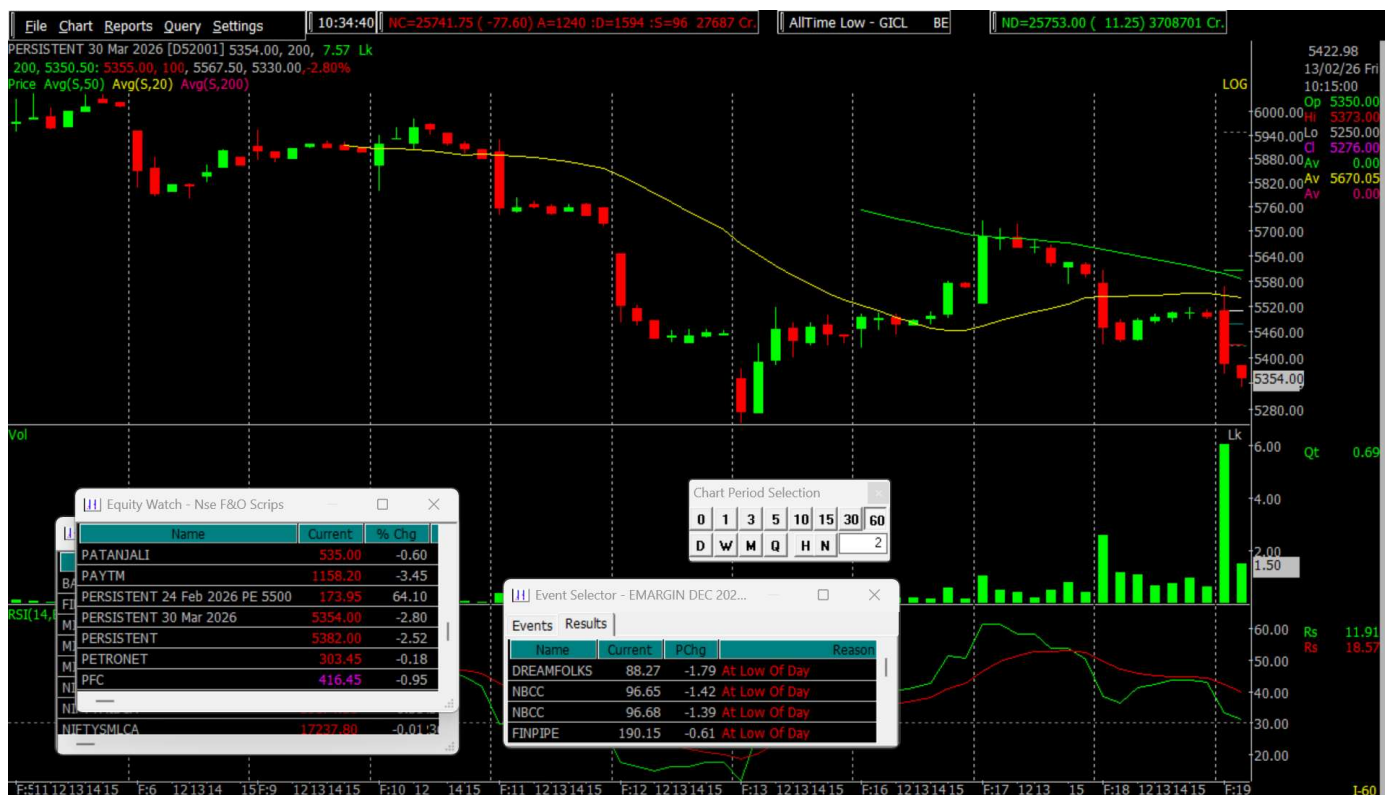 File Chart Reports Query Settings 10:34:40 NC=25741.75 ( -77.60) A=1240 :D=1594 :S=96 27687 Cr. AllTime Low - GICL BE ND=25753.00 ( 11.25) 3708701 Cr.
PERSISTENT 30 Mar 2026 [D52001] 5354.00, 200, 7.57 Lk
200, 5350.50: 5355.00, 100, 5567.50, 5330.00,-2.80%
Price Avg(S,50) Avg(S,20) Avg(S,200)
LOG
5422.98
13/02/26 Fri
10:15:00
Op 5350.00
Hi 5373.00
Lo 5250.00
Cl 5276.00
Av 0.00
Av 5670.05
Av 0.00
6000.00
5940.00
5880.00
5820.00
5760.00
5700.00
5640.00
5580.00
5520.00
5460.00
5400.00
5354.00
5280.00
Vol
Lk
6.00
Qt 0.69
4.00
2.00
1.50
Equity Watch - Nse F&O Scrips
Name Current % Chg
PATANJALI 535.00 -0.60
PAYTM 1158.20 -3.45
PERSISTENT 24 Feb 2026 PE 5500 173.95 64.10
PERSISTENT 30 Mar 2026 5354.00 -2.80
PERSISTENT 5382.00 -2.52
PETRONET 303.45 -0.18
PFC 416.45 -0.95
NIFTYSMLCA 17237.80 -0.01
Chart Period Selection
0 1 3 5 10 15 30 60
D W M Q H N 2
Event Selector - EMARGIN DEC 202...
Events Results
Name Current PChg Reason
DREAMFOLKS 88.27 -1.79 At Low Of Day
NBCC 96.65 -1.42 At Low Of Day
NBCC 96.68 -1.39 At Low Of Day
FINPIPE 190.15 -0.61 At Low Of Day
RSI(14,
60.00
Rs 11.91
Rs 18.57
50.00
40.00
30.00
20.00
F:5 11 12 13 14 15 F:6 12 13 14 15 F:9 12 13 14 15 F:10 12 14 15 F:11 12 13 14 15 F:12 12 13 14 15 F:13 12 13 14 15 F:16 12 13 14 15 F:17 12 13 15 F:18 12 13 14 15 F:19 I-60